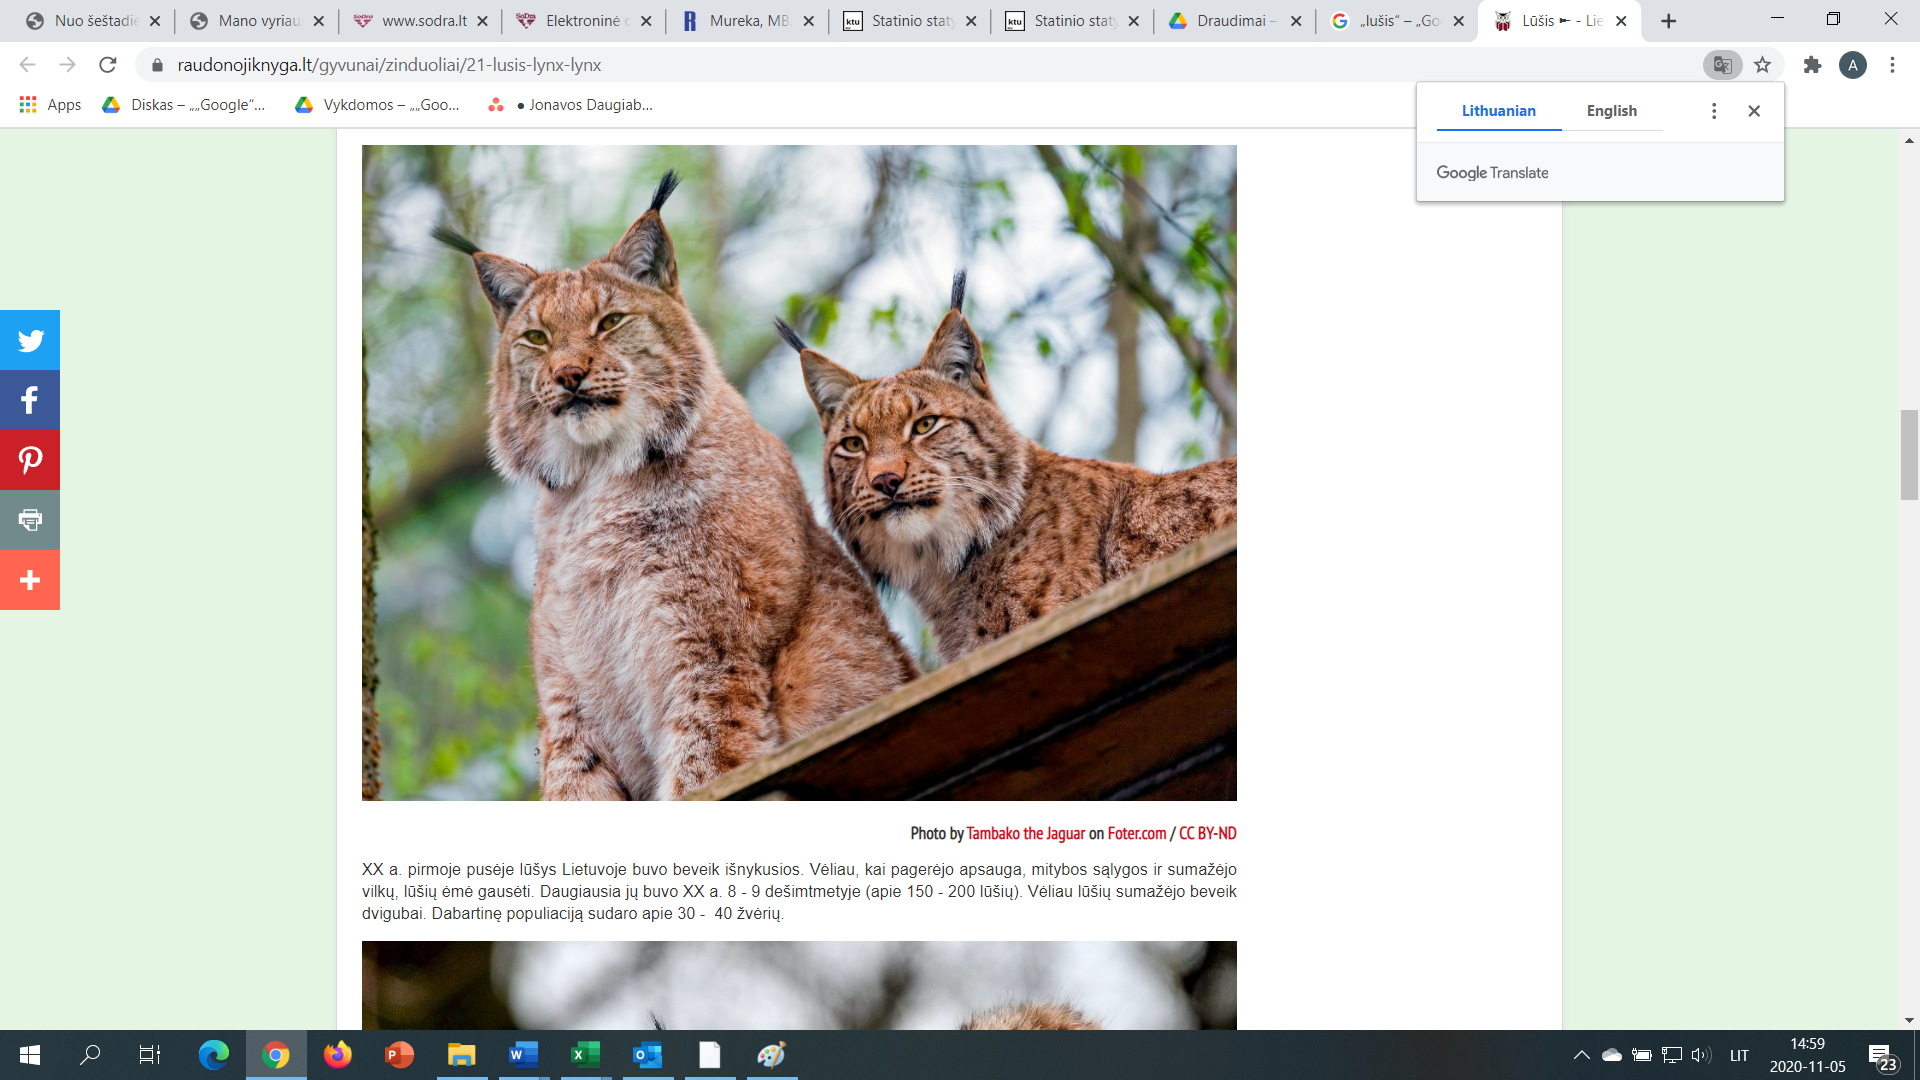 Nuo šeštadie
Mano vyriau
www.sodra.lt
Elektroninė
Mureka, MB
Statinio staty
Statinio staty
Draudimai –
„lušis“ – „Go
Lūšis ➳ - Lie
raudonojiknyga.lt/gyvunai/zinduoliai/21-lusis-lynx-lynx
A
Apps
Diskas – „„Google“...
Vykdomos – „„Goo...
● Jonavos Daugiab...
Lithuanian
English
Google Translate
Photo by Tambako the Jaguar on Foter.com / CC BY-ND
XX a. pirmoje pusėje lūšys Lietuvoje buvo beveik išnykusios. Vėliau, kai pagerėjo apsauga, mitybos sąlygos ir sumažėjo
vilkų, lūšių ėmė gausėti. Daugiausia jų buvo XX a. 8 - 9 dešimtmetyje (apie 150 - 200 lūšių). Vėliau lūšių sumažėjo beveik
dvigubai. Dabartinę populiaciją sudaro apie 30 - 40 žvėrių.
LIT
14:59
2020-11-05
23